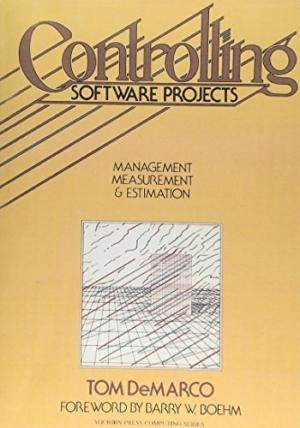 Controlling
SOFTWARE PROJECTS
MANAGEMENT
MEASUREMENT
& ESTIMATION
TOM DeMARCO
FOREWORD BY BARRY W. BOEHM
YOURDON PRESS COMPUTING SERIES